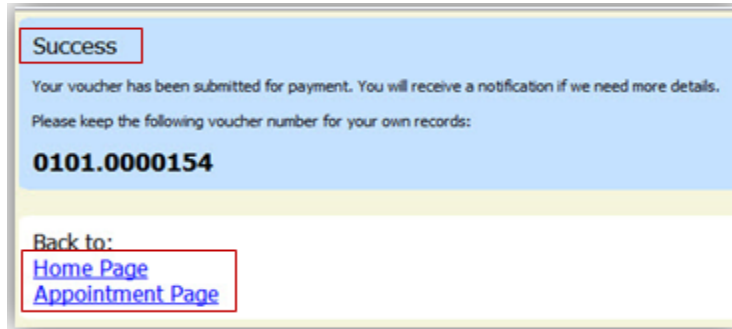 Success
Your voucher has been submitted for payment. You will receive a notification if we need more details.
Please keep the following voucher number for your own records:
0101.0000154
Back to:
Home Page
Appointment Page